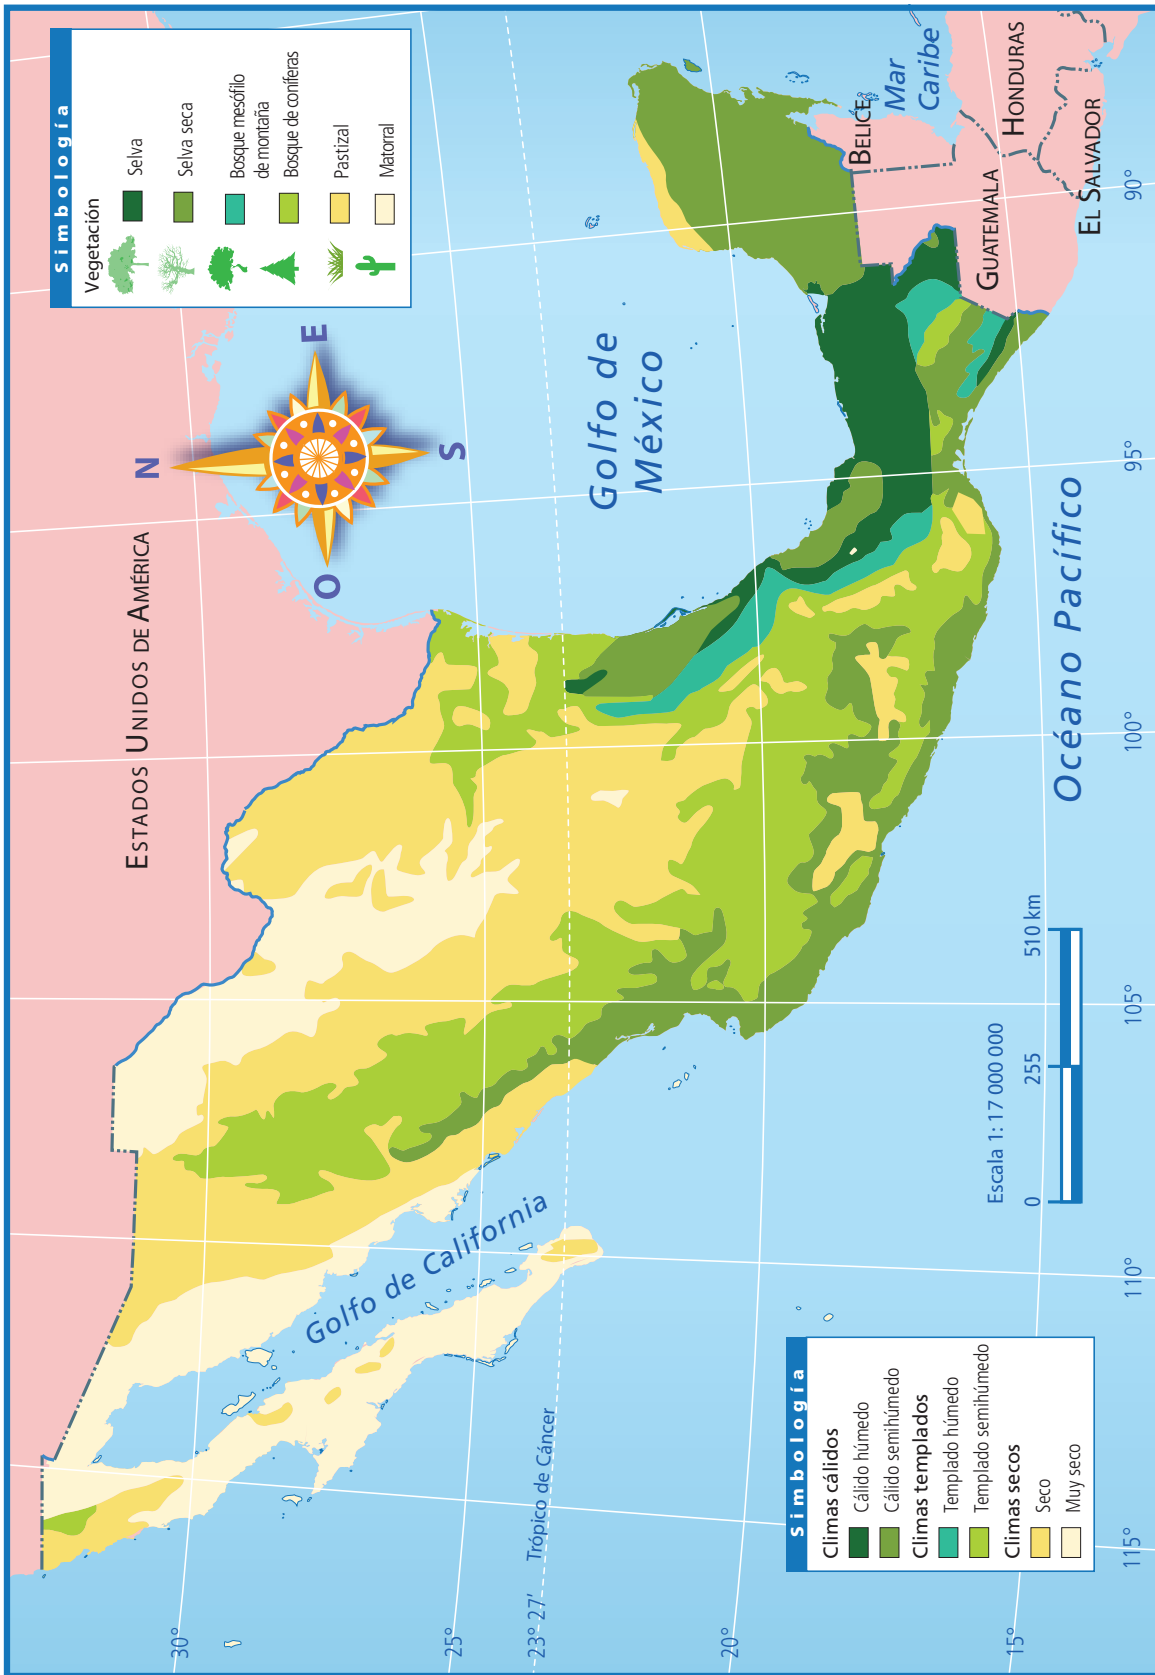 Simbología
Vegetación
Selva
Selva seca
Bosque mesófilo
de montaña
Bosque de coníferas
Pastizal
Matorral
N
E
S
O
ESTADOS UNIDOS DE AMÉRICA
Golfo de
México
Golfo de California
Mar
Caribe
BELICE
GUATEMALA
HONDURAS
EL SALVADOR
Océano Pacífico
Trópico de Cáncer
30°
25°
23° 27'
20°
15°
115°
110°
105°
100°
95°
90°
Escala 1: 17 000 000
0
255
510 km
Simbología
Climas cálidos
Cálido húmedo
Cálido semihúmedo
Climas templados
Templado húmedo
Templado semihúmedo
Climas secos
Seco
Muy seco